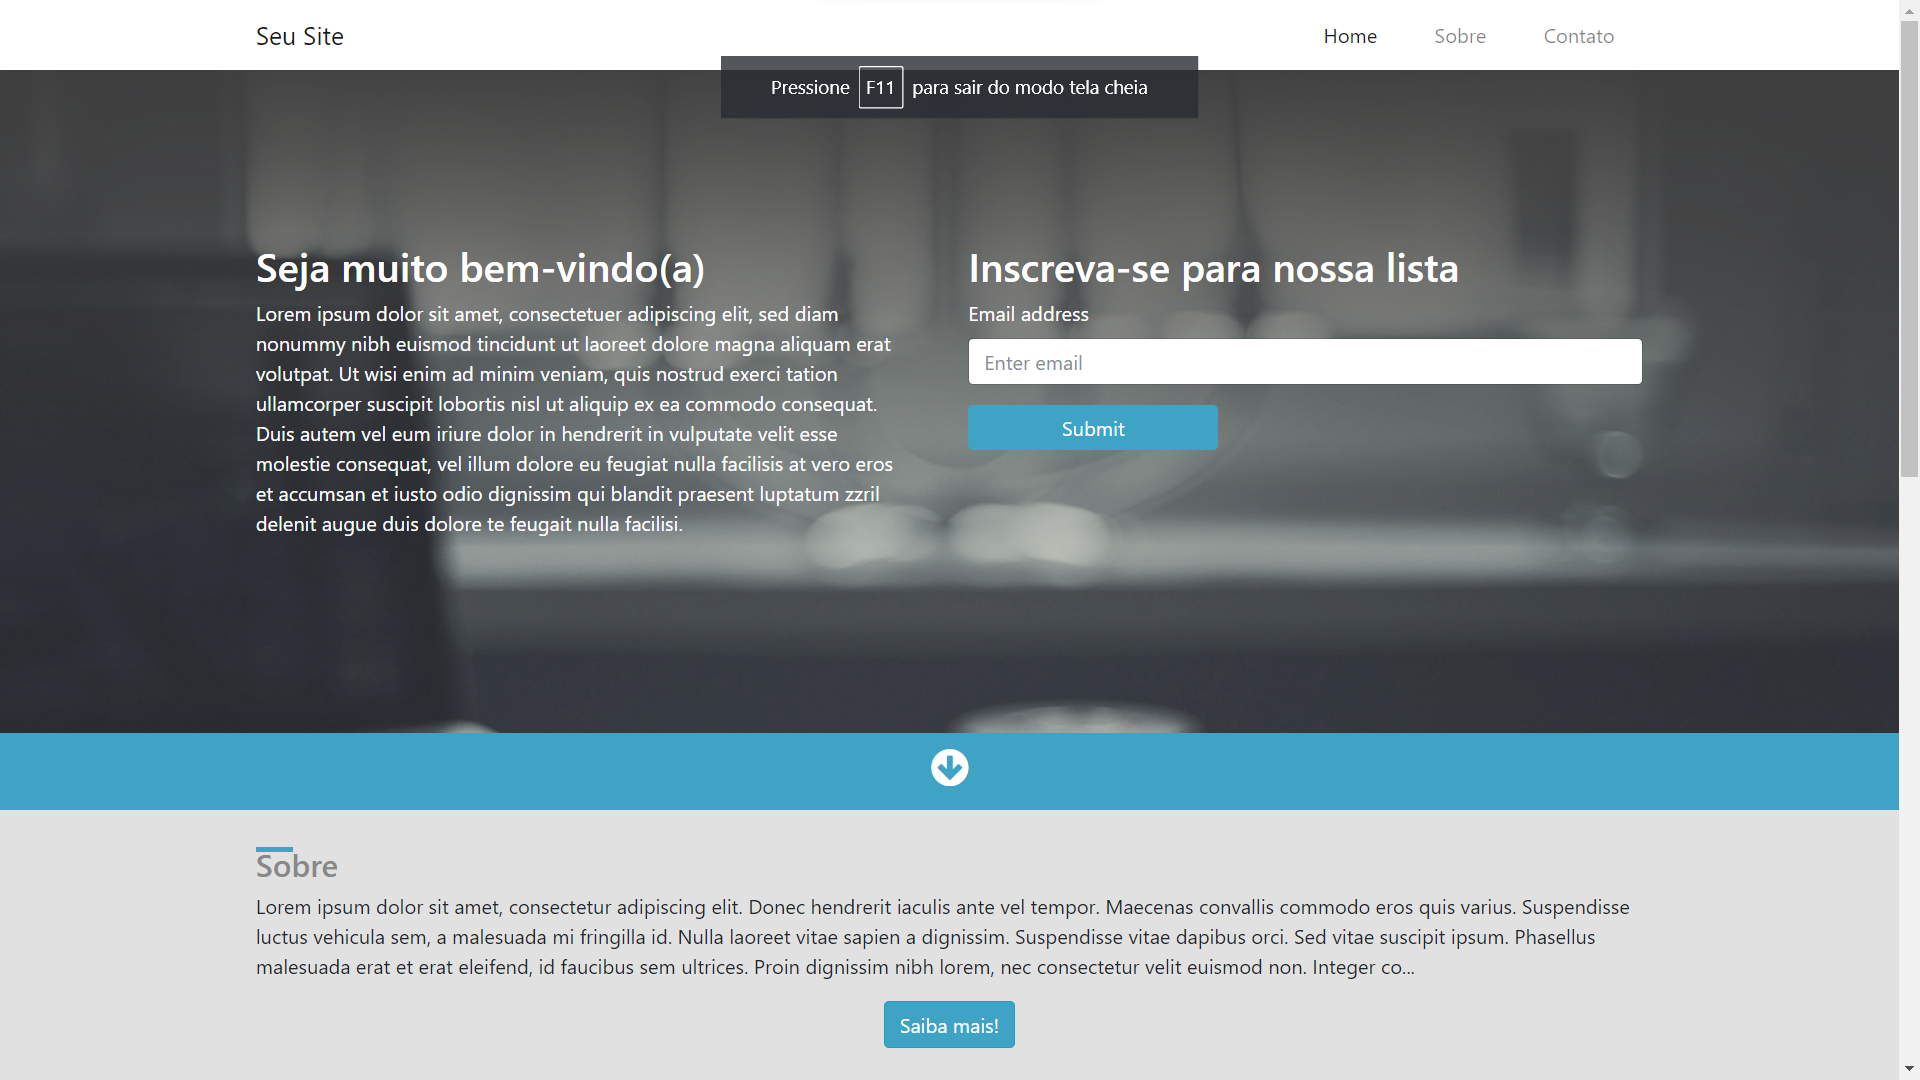 Seu Site
Home
Sobre
Contato
Pressione F11 para sair do modo tela cheia
Seja muito bem-vindo(a)
Lorem ipsum dolor sit amet, consectetuer adipiscing elit, sed diam
nonummy nibh euismod tincidunt ut laoreet dolore magna aliquam erat
volutpat. Ut wisi enim ad minim veniam, quis nostrud exerci tation
ullamcorper suscipit lobortis nisl ut aliquip ex ea commodo consequat.
Duis autem vel eum iriure dolor in hendrerit in vulputate velit esse
molestie consequat, vel illum dolore eu feugiat nulla facilisis at vero eros
et accumsan et iusto odio dignissim qui blandit praesent luptatum zzril
delenit augue duis dolore te feugait nulla facilisi.
Inscreva-se para nossa lista
Email address
Enter email
Submit
Sobre
Lorem ipsum dolor sit amet, consectetur adipiscing elit. Donec hendrerit iaculis ante vel tempor. Maecenas convallis commodo eros quis varius. Suspendisse
luctus vehicula sem, a malesuada mi fringilla id. Nulla laoreet vitae sapien a dignissim. Suspendisse vitae dapibus orci. Sed vitae suscipit ipsum. Phasellus
malesuada erat et erat eleifend, id faucibus sem ultrices. Proin dignissim nibh lorem, nec consectetur velit euismod non. Integer co...
Saiba mais!